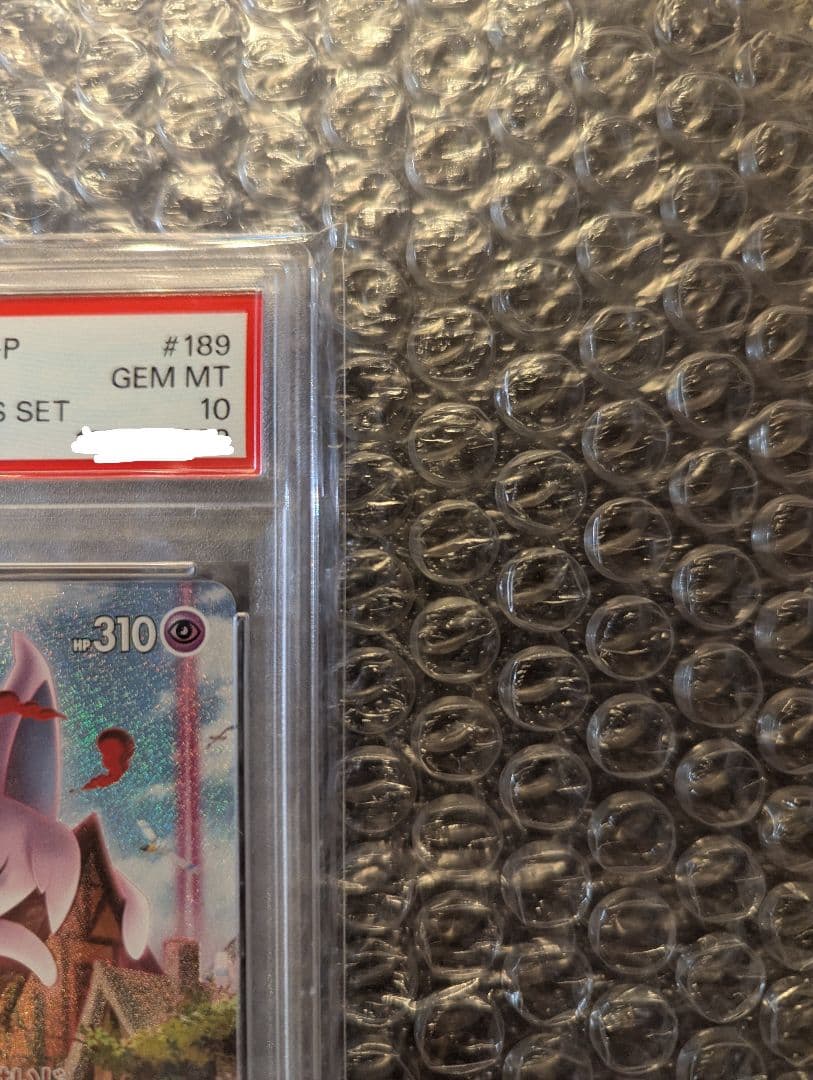 -P #189
GEM MT
S SET 10
HP310